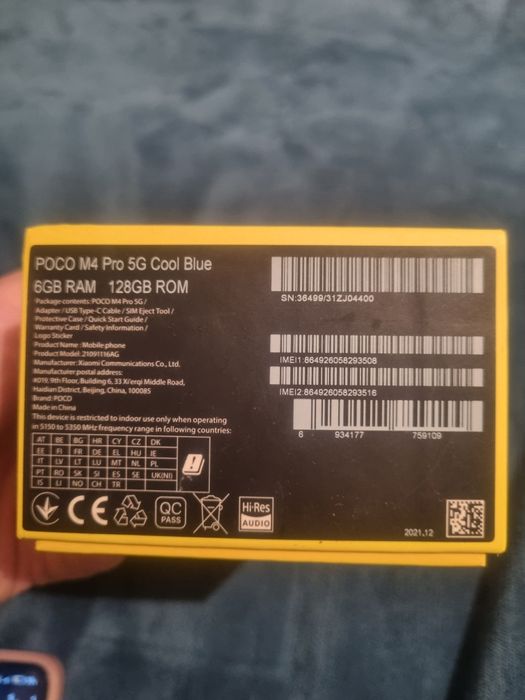 POCO M4 Pro 5G Cool Blue
6GB RAM 128GB ROM
Package contents: POCO M4 Pro 5G /
Adapter / USB Type-C Cable / SIM Eject Tool /
Protective Case / Quick Start Guide /
Warranty Card / Safety Information /
Logo Sticker
Product Name : Mobile phone
Product Model: 21091116AG
Manufacturer: Xiaomi Communications Co., Ltd.
Manufacturer postal address:
#019, 9th Floor, Building 6, 33 Xi'erqi Middle Road,
Haidian District, Beijing, China, 100085
Brand: POCO
Made in China
This device is restricted to indoor use only when operating
in 5150 to 5350 MHz frequency range in following countries:
AT BE BG HR CY CZ DK
EE FI FR DE EL HU IE
IT LV LT LU MT NL PL
PT RO SK SI ES SE UK(NI)
IS LI NO CH TR
SN:36499/31ZJ04400
IMEI1:864926058293508
IMEI2:864926058293516
6 934177 759109
CE
QC
PASS
Hi-Res
AUDIO
2021.12